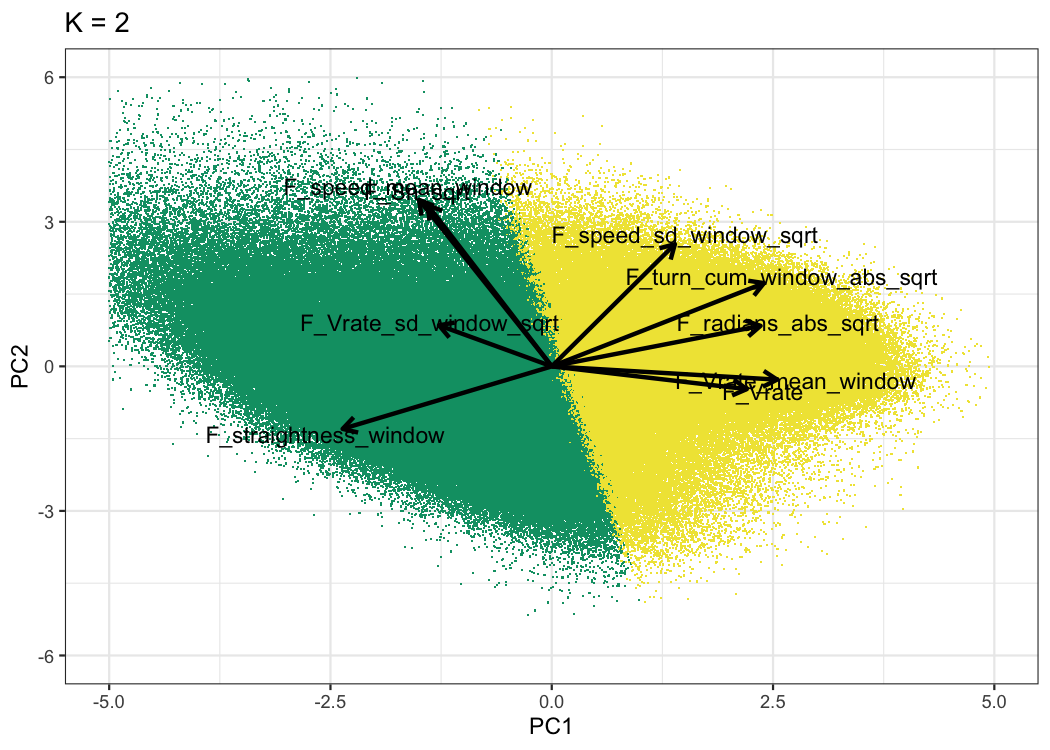 K = 2
6
3
0
-3
-6
PC2
F_speed_mean_window
F_speed_sd_window_sqrt
F_turn_cum_window_abs_sqrt
F_Vrate_sd_window_sqrt
F_radians_abs_sqrt
F_Vrate_mean_window
F_Vrate
F_straightness_window
-5.0
-2.5
0.0
2.5
5.0
PC1